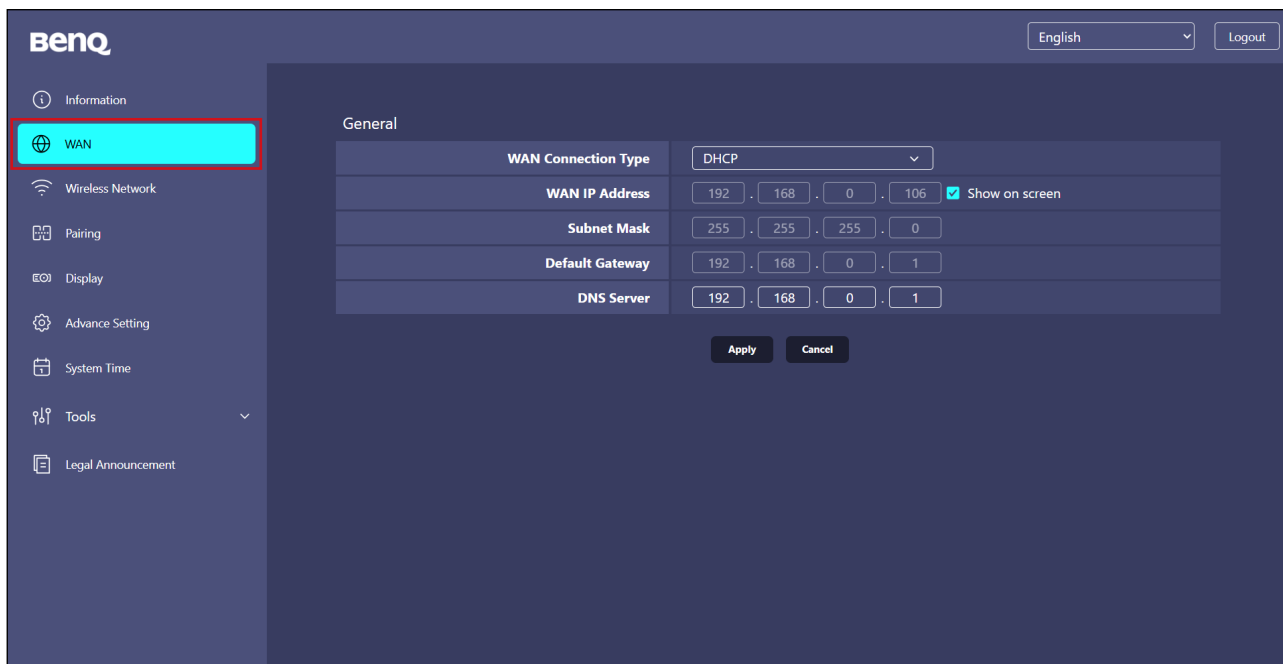 BenQ
English
Logout
Information
WAN
Wireless Network
Pairing
Display
Advance Setting
System Time
Tools
Legal Announcement
General
WAN Connection Type DHCP
WAN IP Address 192 . 168 . 0 . 106 Show on screen
Subnet Mask 255 . 255 . 255 . 0
Default Gateway 192 . 168 . 0 . 1
DNS Server 192 . 168 . 0 . 1
Apply Cancel